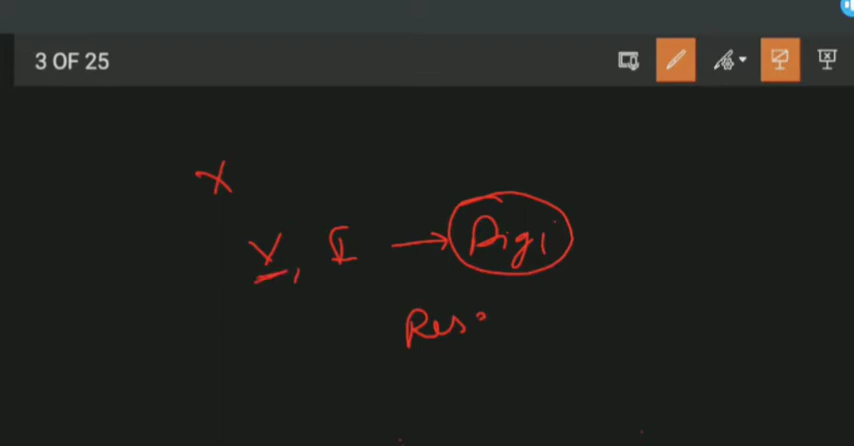 3 OF 25
X
V, I → Digi
Res